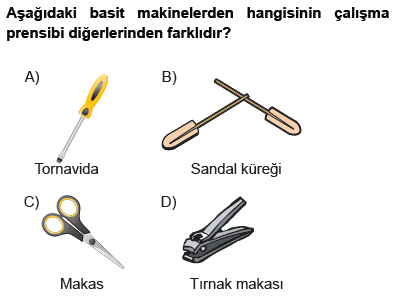 Aşağıdaki basit makinelerden hangisinin çalışma
prensibi diğerlerinden farklıdır?
A) B)
Tornavida Sandal küreği
C) D)
Makas Tırnak makası